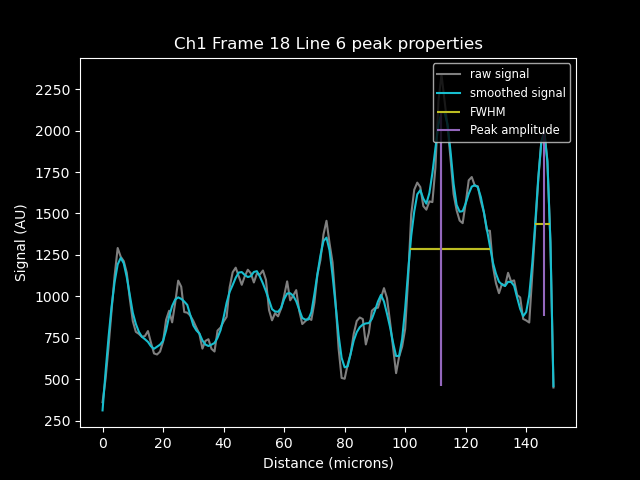 Ch1 Frame 18 Line 6 peak properties
raw signal
smoothed signal
FWHM
Peak amplitude
Signal (AU)
2250
2000
1750
1500
1250
1000
750
500
250
0 20 40 60 80 100 120 140
Distance (microns)